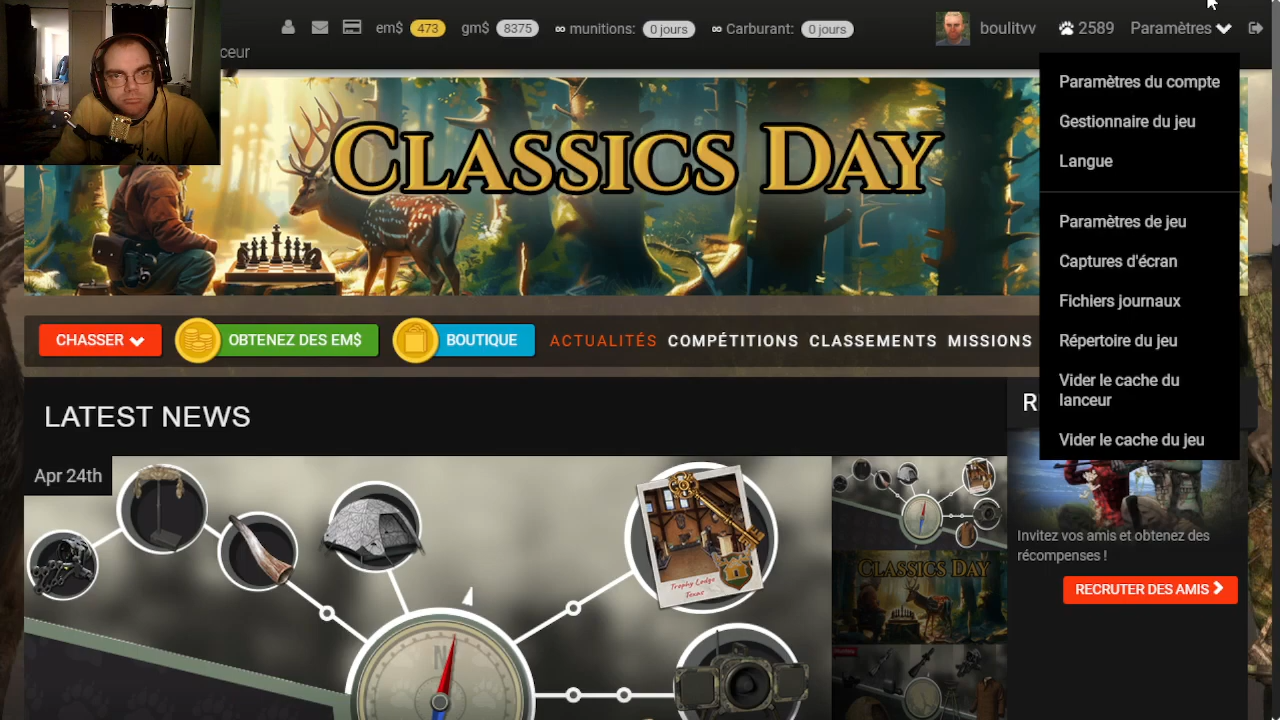 em$ 473 gm$ 8375 ∞ munitions: 0 jours ∞ Carburant: 0 jours boulitvv 2589 Paramètres
ceur
CLASSICS DAY
Paramètres du compte
Gestionnaire du jeu
Langue
Paramètres de jeu
Captures d'écran
Fichiers journaux
Répertoire du jeu
Vider le cache du
lanceur
Vider le cache du jeu
CHASSER OBTENEZ DES EM$ BOUTIQUE ACTUALITÉS COMPÉTITIONS CLASSEMENTS MISSIONS
LATEST NEWS
R
Apr 24th
Trophy Lodge
Texas
N
CLASSICS DAY
Invitez vos amis et obtenez des
récompenses !
RECRUTER DES AMIS